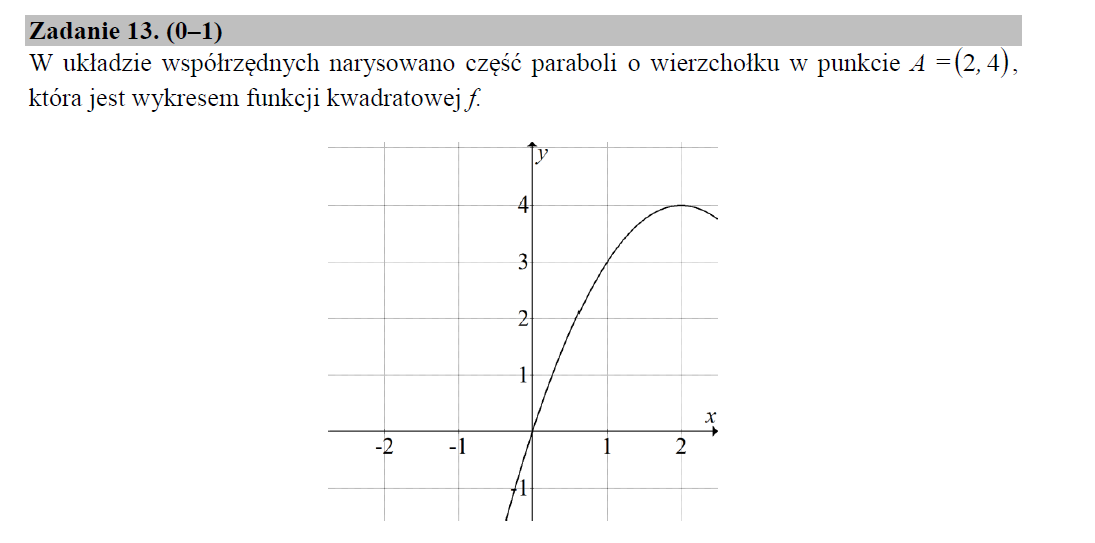 Zadanie 13. (0–1)
W układzie współrzędnych narysowano część paraboli o wierzchołku w punkcie A = (2, 4),
która jest wykresem funkcji kwadratowej f.
y
4
3
2
1
x
-2 -1 1 2
-1